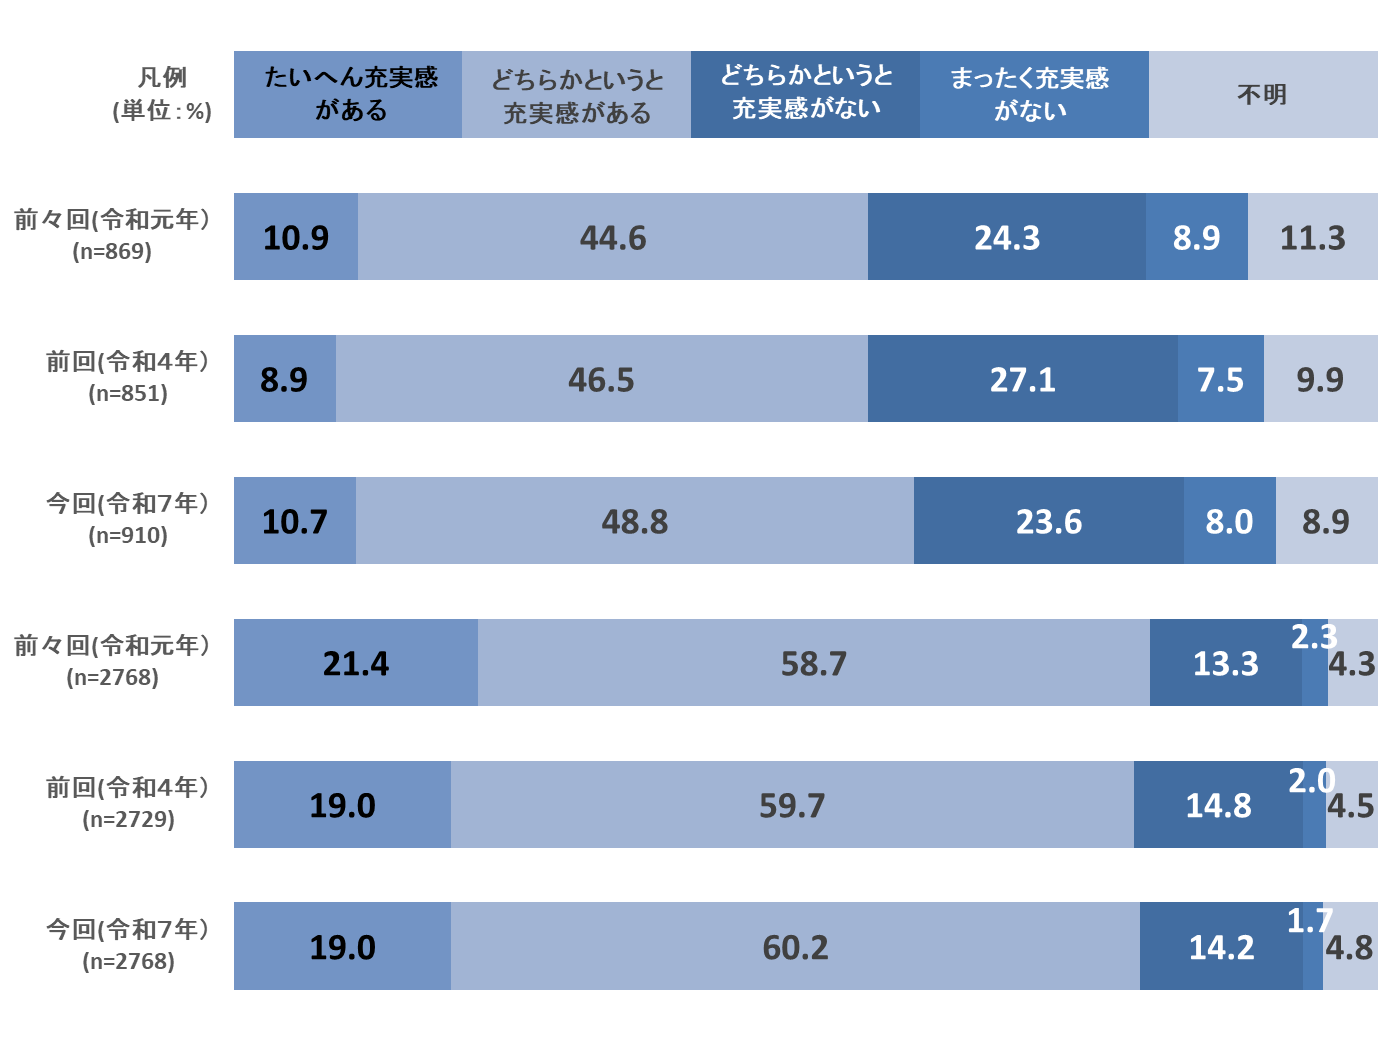 凡例
(単位：%)
たいへん充実感
がある
どちらかというと
充実感がある
どちらかというと
充実感がない
まったく充実感
がない
不明
前々回(令和元年）
(n=869)
10.9
44.6
24.3
8.9
11.3
前回(令和4年）
(n=851)
8.9
46.5
27.1
7.5
9.9
今回(令和7年）
(n=910)
10.7
48.8
23.6
8.0
8.9
前々回(令和元年）
(n=2768)
21.4
58.7
13.3
2.3
4.3
前回(令和4年）
(n=2729)
19.0
59.7
14.8
2.0
4.5
今回(令和7年）
(n=2768)
19.0
60.2
14.2
1.7
4.8